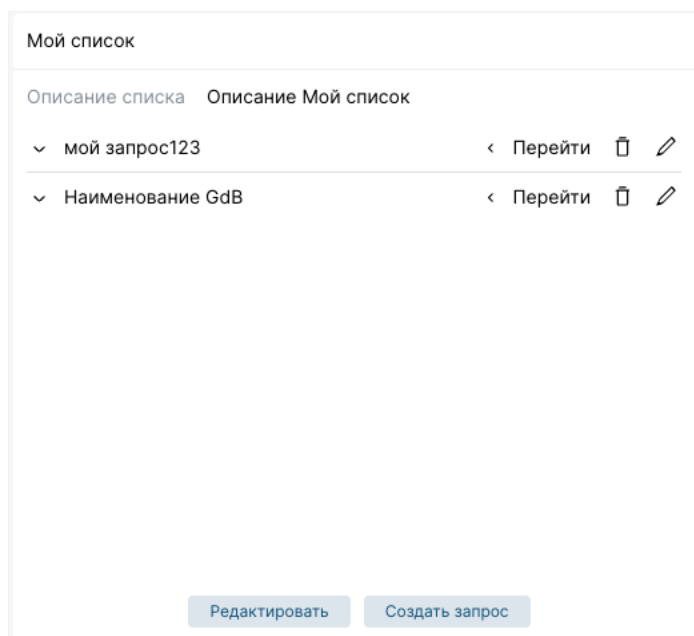 Мой список
Описание списка Описание Мой список
мой запрос123 Перейти
Наименование GdB Перейти
Редактировать Создать запрос